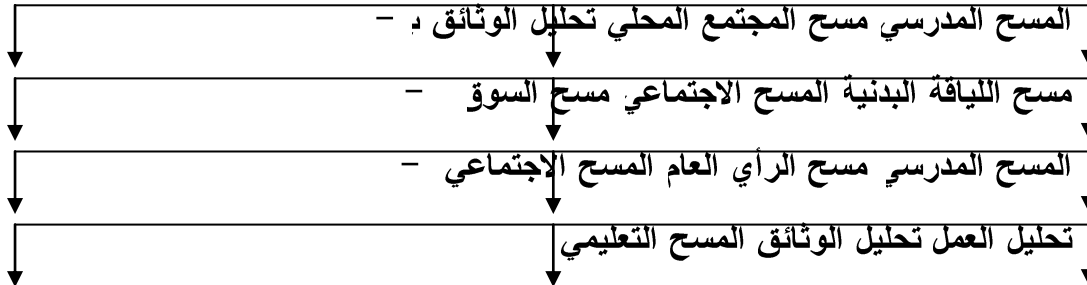 المسح المدرسي مسح المجتمع المحلي تحليل الوثائق د –
مسح اللياقة البدنية المسح الاجتماعي مسح السوق –
المسح المدرسي مسح الرأي العام المسح الاجتماعي –
تحليل العمل تحليل الوثائق المسح التعليمي